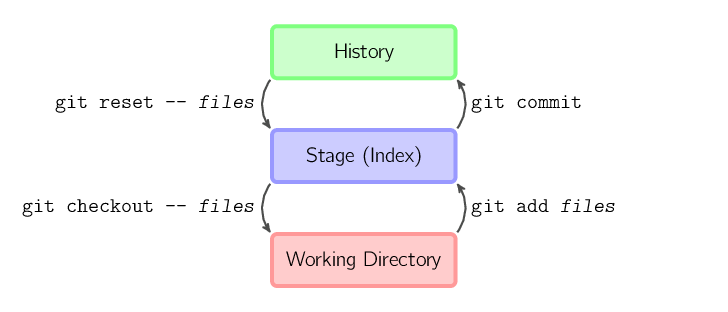 History
git reset -- files
git commit
Stage (Index)
git checkout -- files
git add files
Working Directory